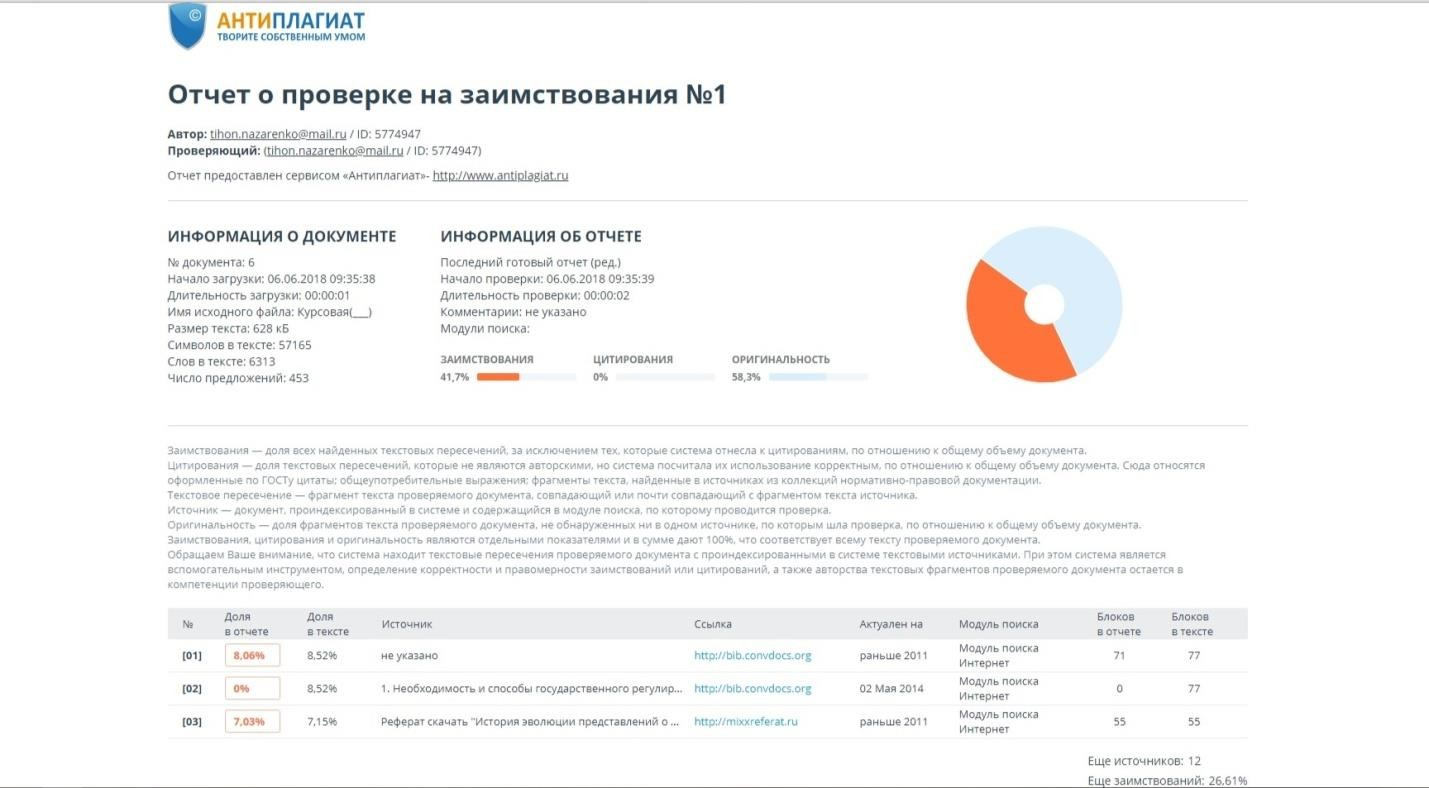 ©
АНТИПЛАГИАТ
ТВОРИТЕ СОБСТВЕННЫМ УМОМ
Отчет о проверке на заимствования №1
Автор: tihon.nazarenko@mail.ru / ID: 5774947
Проверяющий: (tihon.nazarenko@mail.ru / ID: 5774947)
Отчет предоставлен сервисом «Антиплагиат»- http://www.antiplagiat.ru
ИНФОРМАЦИЯ О ДОКУМЕНТЕ
№ документа: 6
Начало загрузки: 06.06.2018 09:35:38
Длительность загрузки: 00:00:01
Имя исходного файла: Курсовая(___)
Размер текста: 628 кБ
Символов в тексте: 57165
Слов в тексте: 6313
Число предложений: 453
ИНФОРМАЦИЯ ОБ ОТЧЕТЕ
Последний готовый отчет (ред.)
Начало проверки: 06.06.2018 09:35:39
Длительность проверки: 00:00:02
Комментарии: не указано
Модули поиска:
ЗАИМСТВОВАНИЯ ЦИТИРОВАНИЯ ОРИГИНАЛЬНОСТЬ
41,7% 0% 58,3%
Заимствования — доля всех найденных текстовых пересечений, за исключением тех, которые система отнесла к цитированиям, по отношению к общему объему документа.
Цитирования — доля текстовых пересечений, которые не являются авторскими, но система посчитала их использование корректным, по отношению к общему объему документа. Сюда относятся
оформленные по ГОСТу цитаты; общеупотребительные выражения; фрагменты текста, найденные в источниках из коллекций нормативно-правовой документации.
Текстовое пересечение — фрагмент текста проверяемого документа, совпадающий или почти совпадающий с фрагментом текста источника.
Источник — документ, проиндексированный в системе и содержащийся в модуле поиска, по которому проводится проверка.
Оригинальность — доля фрагментов текста проверяемого документа, не обнаруженных ни в одном источнике, по которым шла проверка, по отношению к общему объему документа.
Заимствования, цитирования и оригинальность являются отдельными показателями и в сумме дают 100%, что соответствует всему тексту проверяемого документа.
Обращаем Ваше внимание, что система находит текстовые пересечения проверяемого документа с проиндексированными в системе текстовыми источниками. При этом система является
вспомогательным инструментом, определение корректности и правомерности заимствований или цитирований, а также авторства текстовых фрагментов проверяемого документа остается в
компетенции проверяющего.
№ Доля в отчете Доля в тексте Источник Ссылка Актуален на Модуль поиска Блоков в отчете Блоков в тексте
[01] 8,06% 8,52% не указано http://bib.convdocs.org раньше 2011 Модуль поиска Интернет 71 77
[02] 0% 8,52% 1. Необходимость и способы государственного регулир... http://bib.convdocs.org 02 Мая 2014 Модуль поиска Интернет 0 77
[03] 7,03% 7,15% Реферат скачать "История эволюции представлений о ... http://mixxreferat.ru раньше 2011 Модуль поиска Интернет 55 55
Еще источников: 12
Еще заимствований: 26,61%